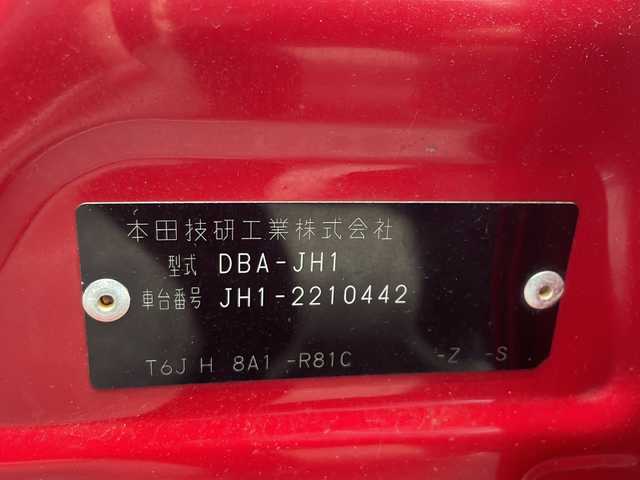 本田技研工業株式会社
型式 DBA-JH1
車台番号 JH1-2210442
T6J H 8A1 -R81C -Z -S